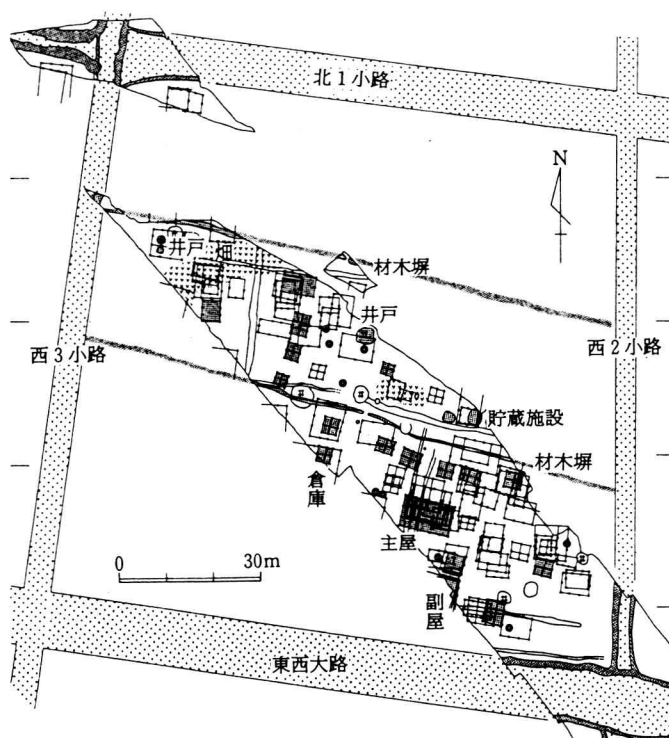 北1小路
N
材木塀
井戸 畑
井戸
西3小路
西2小路
貯蔵施設
材木塀
倉庫
主屋
0 30m
副屋
東西大路